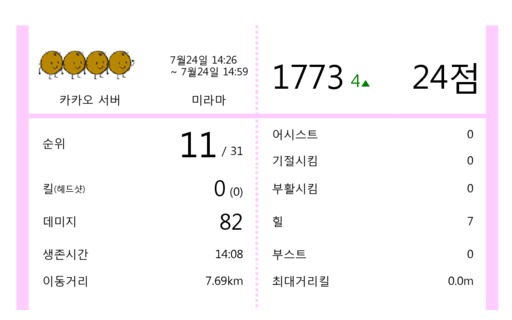 7월24일 14:26
~ 7월24일 14:59
카카오 서버
미라마
1773 4▲
24점
순위 11 / 31
킬(헤드샷) 0 (0)
데미지 82
생존시간 14:08
이동거리 7.69km
어시스트 0
기절시킴 0
부활시킴 0
힐 7
부스트 0
최대거리킬 0.0m